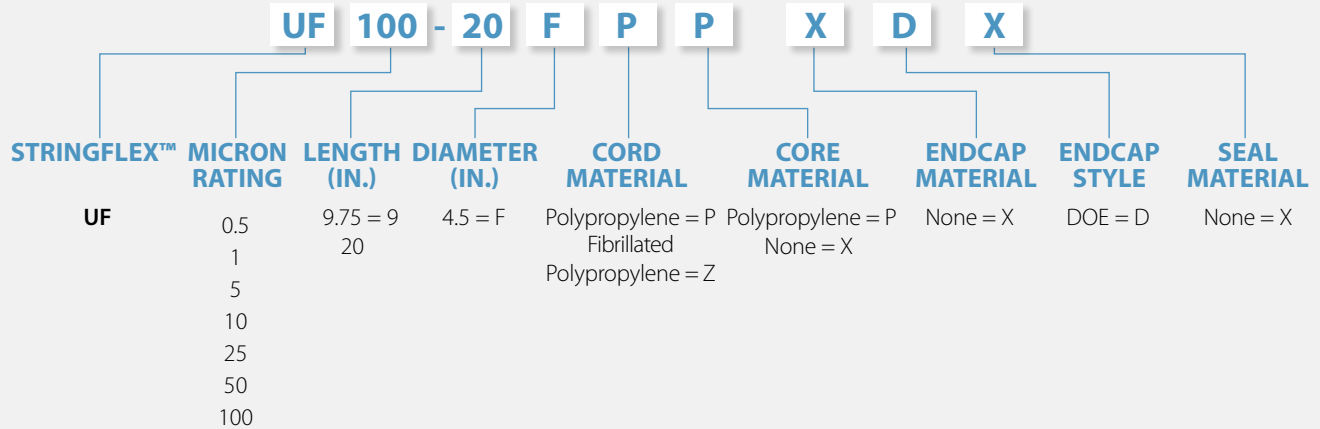 UF 100 - 20 F P P X D X
STRINGFLEX™ MICRON RATING LENGTH (IN.) DIAMETER (IN.) CORD MATERIAL CORE MATERIAL ENDCAP MATERIAL ENDCAP STYLE SEAL MATERIAL
UF
0.5
1
5
10
25
50
100
9.75 = 9
20
4.5 = F
Polypropylene = P
Fibrillated
Polypropylene = Z
Polypropylene = P
None = X
None = X
DOE = D
None = X